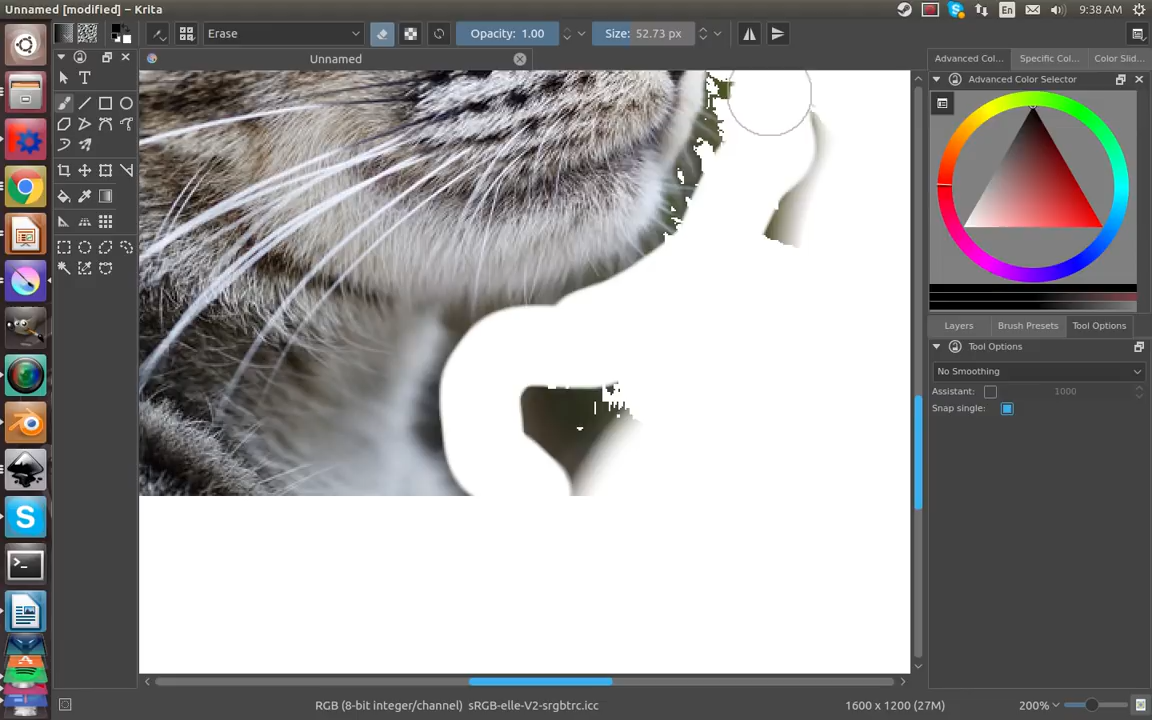 Unnamed [modified] - Krita
En
9:38 AM
Erase
Opacity: 1.00
Size: 52.73 px
Unnamed
Advanced Col...
Specific Col...
Color Slid...
Advanced Color Selector
Layers
Brush Presets
Tool Options
Tool Options
No Smoothing
Assistant:
1000
Snap single:
RGB (8-bit integer/channel) sRGB-elle-V2-srgbtrc.icc
1600 x 1200 (27M)
200%